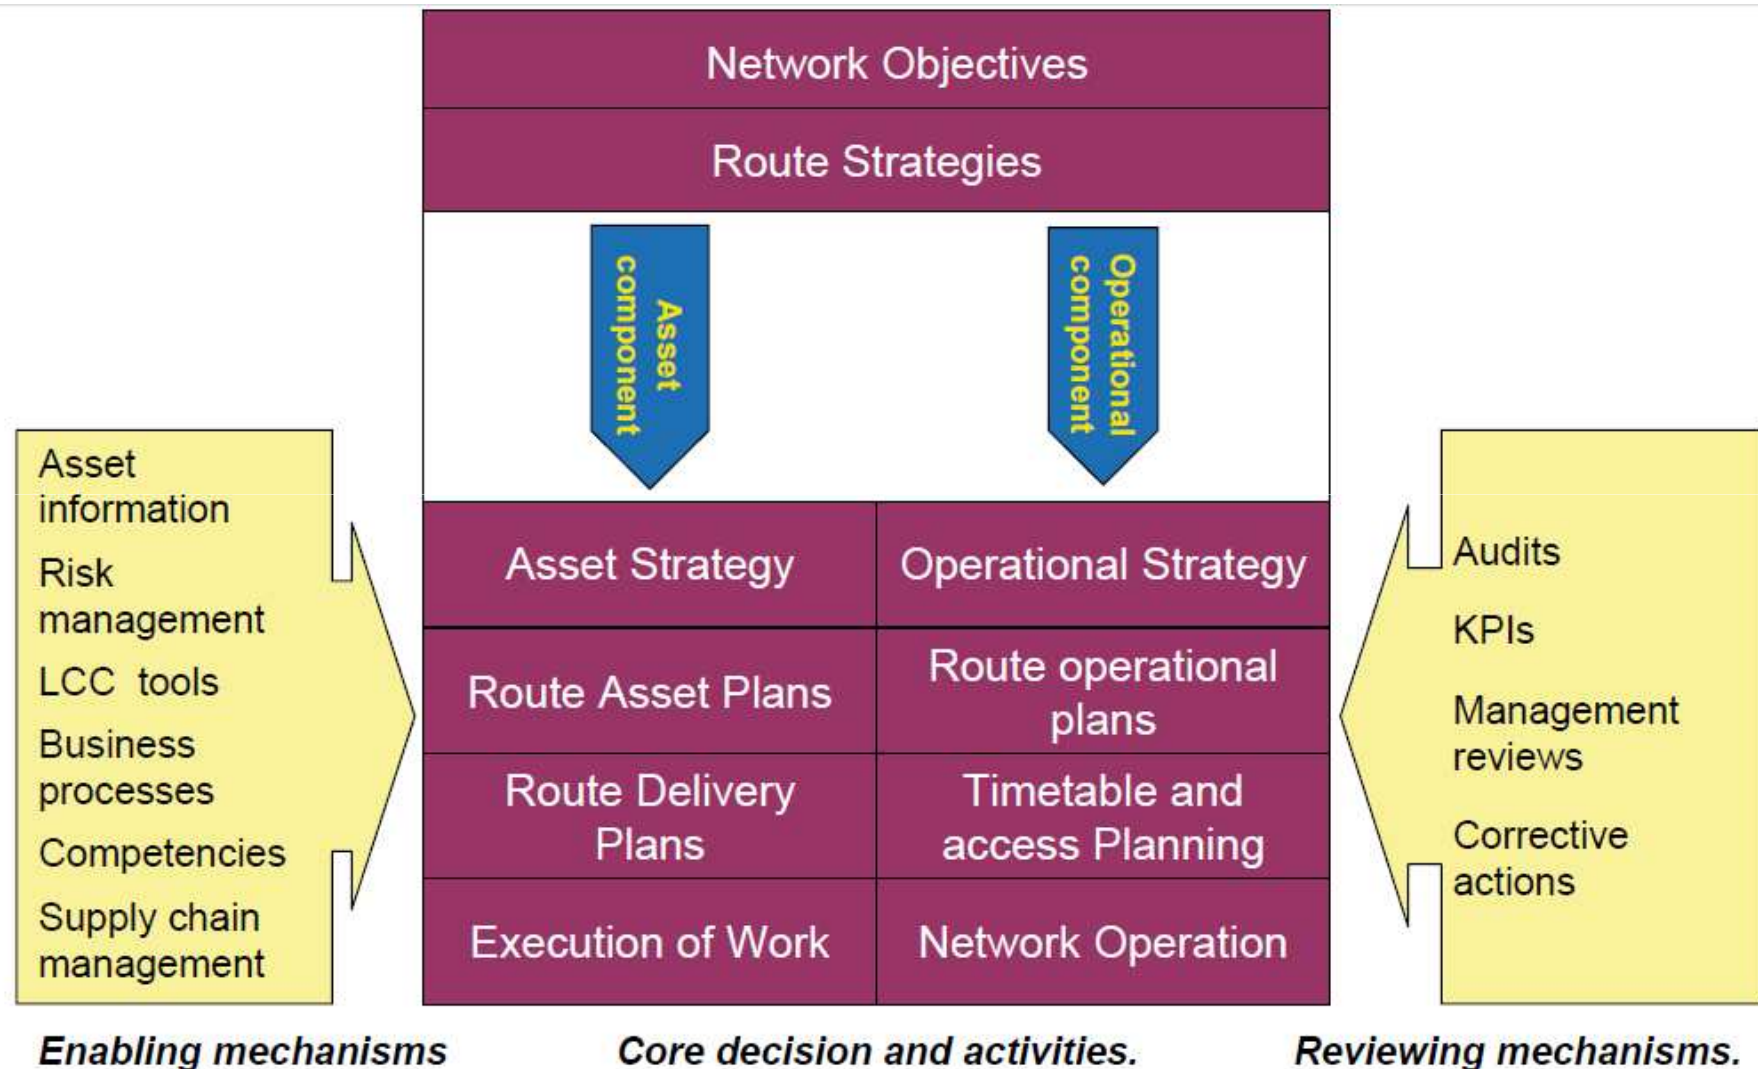 Network Objectives
Route Strategies
Asset
component
Operational
component
Asset
information
Risk
management
LCC tools
Business
processes
Competencies
Supply chain
management
Asset Strategy
Operational Strategy
Route Asset Plans
Route operational
plans
Route Delivery
Plans
Timetable and
access Planning
Execution of Work
Network Operation
Audits
KPIs
Management
reviews
Corrective
actions
Enabling mechanisms
Core decision and activities.
Reviewing mechanisms.